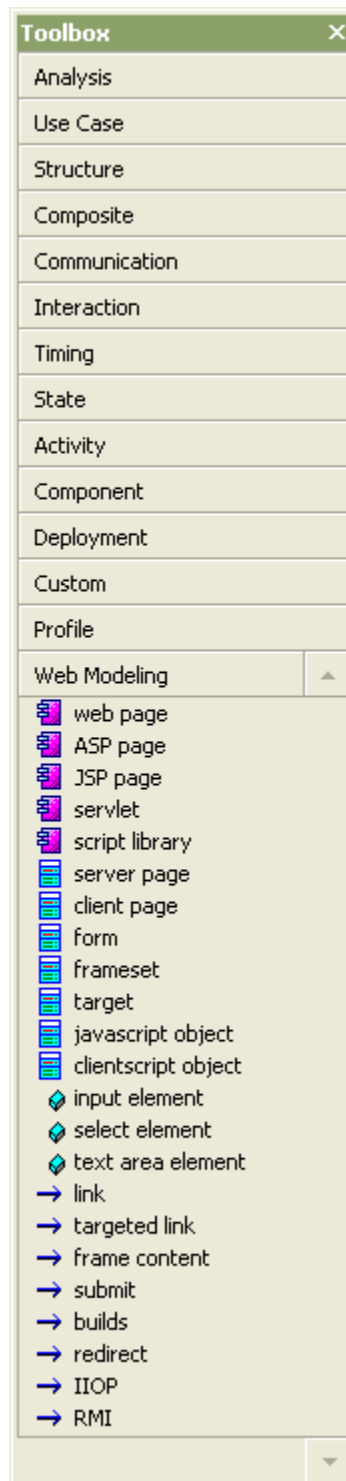 Toolbox
Analysis
Use Case
Structure
Composite
Communication
Interaction
Timing
State
Activity
Component
Deployment
Custom
Profile
Web Modeling
web page
ASP page
JSP page
servlet
script library
server page
client page
form
frameset
target
javascript object
clientscript object
input element
select element
text area element
link
targeted link
frame content
submit
builds
redirect
IIOP
RMI